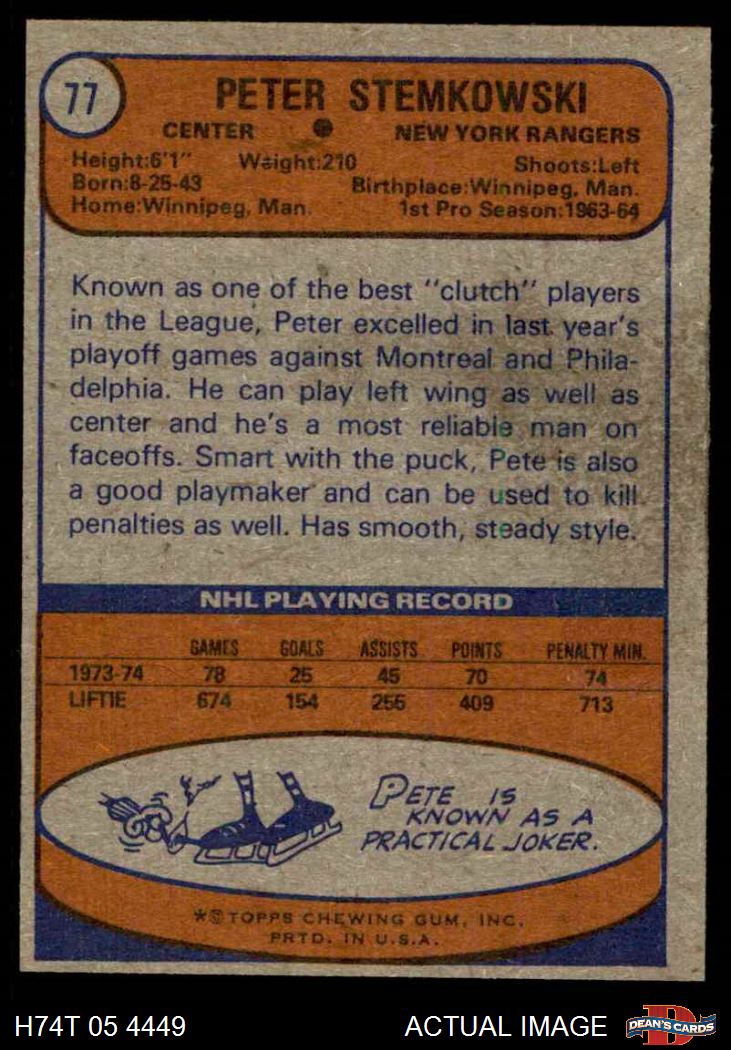 77
PETER STEMKOWSKI
CENTER NEW YORK RANGERS
Height:6'1" Weight:210 Shoots:Left
Born:8-25-43 Birthplace:Winnipeg, Man.
Home:Winnipeg, Man. 1st Pro Season:1963-64
Known as one of the best "clutch" players
in the League, Peter excelled in last year's
playoff games against Montreal and Phila-
delphia. He can play left wing as well as
center and he's a most reliable man on
faceoffs. Smart with the puck, Pete is also
a good playmaker and can be used to kill
penalties as well. Has smooth, steady style.
NHL PLAYING RECORD
GAMES GOALS ASSISTS POINTS PENALTY MIN.
1973-74 78 25 45 70 74
LIFTIE 674 154 255 409 713
PETE IS
KNOWN AS A
PRACTICAL JOKER.
*©TOPPS CHEWING GUM, INC.
PRTD. IN U.S.A.
H74T 05 4449 ACTUAL IMAGE DEAN'S CARDS